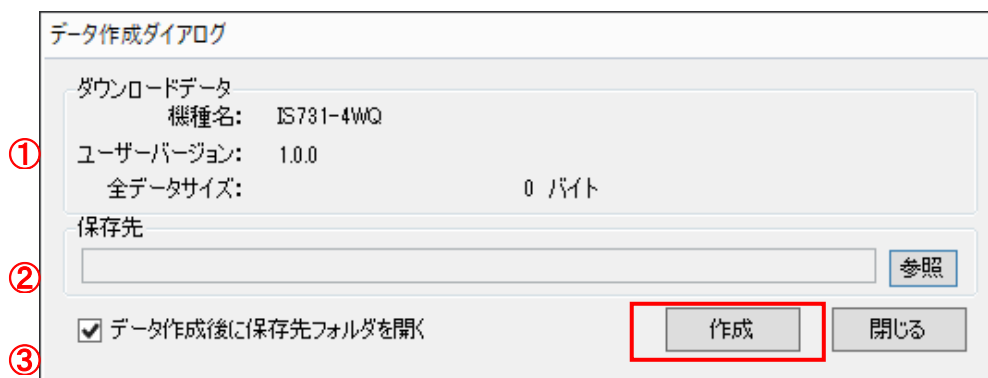 データ作成ダイアログ
ダウンロードデータ
機種名: IS731-4WQ
① ユーザーバージョン: 1.0.0
全データサイズ: 0 バイト
保存先
② 参照
データ作成後に保存先フォルダを開く 作成 閉じる
③